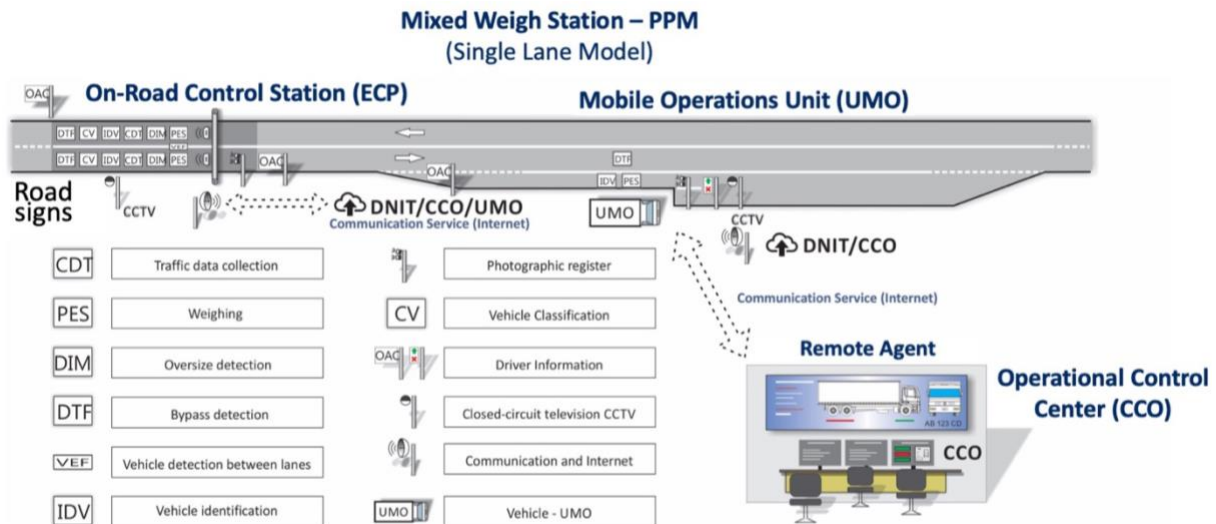 Mixed Weigh Station – PPM
(Single Lane Model)
OAC
On-Road Control Station (ECP)
Mobile Operations Unit (UMO)
DTF CV IDV CDT DIM PES
VEF
DTF CV IDV CDT DIM PES
OAC
OAC
DTF
IDV PES
Road
signs
CCTV
DNIT/CCO/UMO
Communication Service (Internet)
UMO
CCTV
DNIT/CCO
CDT Traffic data collection
Photographic register
PES Weighing
CV Vehicle Classification
Communication Service (Internet)
DIM Oversize detection
OAC Driver Information
Remote Agent
DTF Bypass detection
Closed-circuit television CCTV
Operational Control
Center (CCO)
AB 123 CD
CCO
VEF Vehicle detection between lanes
Communication and Internet
IDV Vehicle identification
UMO Vehicle - UMO